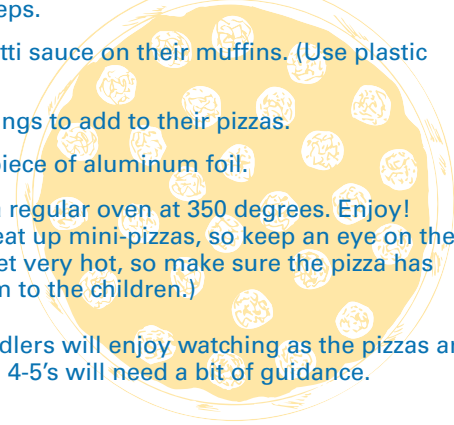 eps.
tti sauce on their muffins. (Use plastic
ngs to add to their pizzas.
piece of aluminum foil.
regular oven at 350 degrees. Enjoy!
eat up mini-pizzas, so keep an eye on the
et very hot, so make sure the pizza has
m to the children.)
dlers will enjoy watching as the pizzas ar
4-5's will need a bit of guidance.